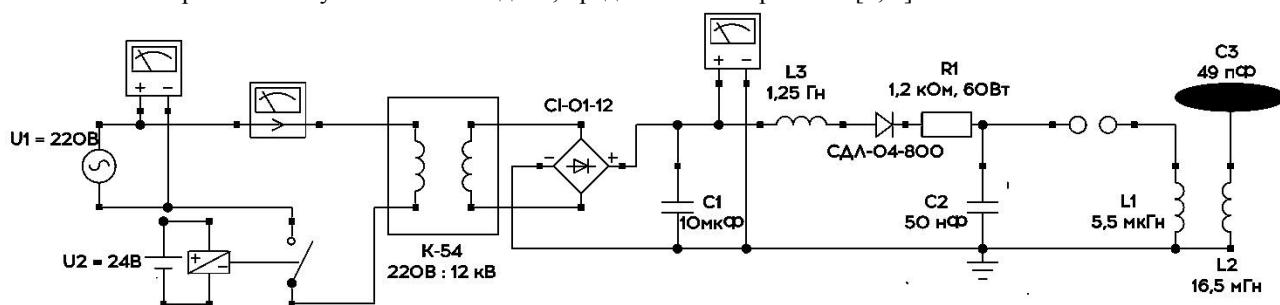 U1 = 220В
U2 = 24В
+ −
+
−
К-54
220В : 12 кВ
СІ-01-12
− +
+ −
С1
10мкФ
L3
1,25 Гн
СДЛ-04-800
R1
1,2 кОм, 60Вт
С2
50 нФ
L1
5,5 мкГн
С3
49 пФ
L2
16,5 мГн